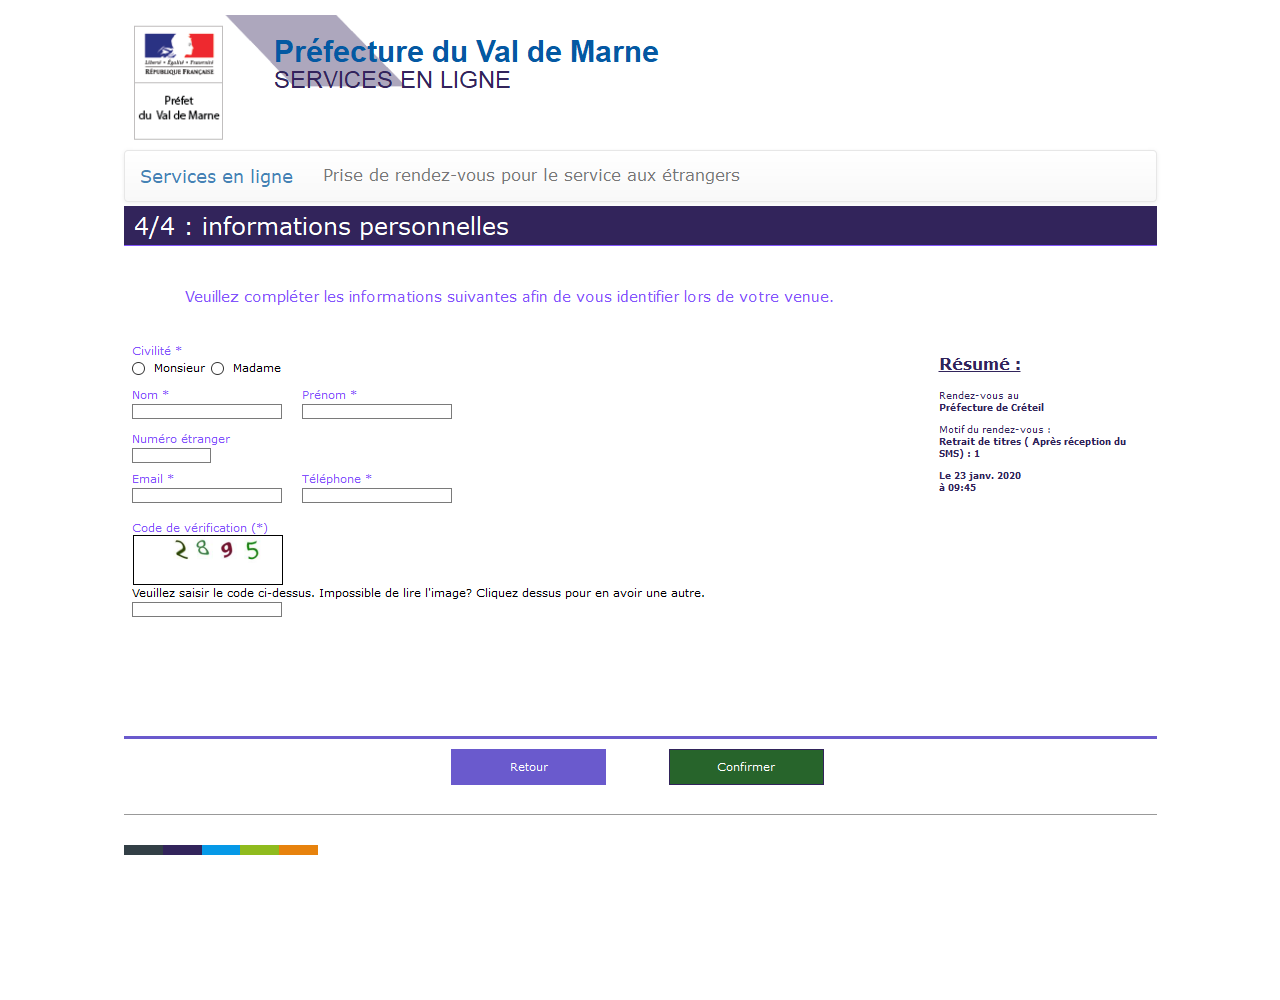 Liberté • Égalité • Fraternité
RÉPUBLIQUE FRANÇAISE
Préfet
du Val de Marne
Préfecture du Val de Marne
SERVICES EN LIGNE
Services en ligne Prise de rendez-vous pour le service aux étrangers
4/4 : informations personnelles
Veuillez compléter les informations suivantes afin de vous identifier lors de votre venue.
Civilité *
Monsieur Madame
Nom * Prénom *
Numéro étranger
Email * Téléphone *
Code de vérification (*)
2 8 9 5
Veuillez saisir le code ci-dessus. Impossible de lire l'image? Cliquez dessus pour en avoir une autre.
Résumé :
Rendez-vous au
Préfecture de Créteil
Motif du rendez-vous :
Retrait de titres ( Après réception du
SMS) : 1
Le 23 janv. 2020
à 09:45
Retour Confirmer